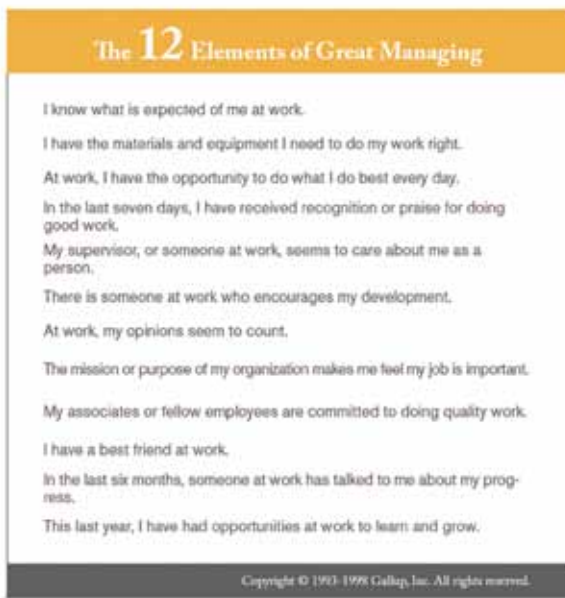 The 12 Elements of Great Managing
I know what is expected of me at work.
I have the materials and equipment I need to do my work right.
At work, I have the opportunity to do what I do best every day.
In the last seven days, I have received recognition or praise for doing
good work.
My supervisor, or someone at work, seems to care about me as a
person.
There is someone at work who encourages my development.
At work, my opinions seem to count.
The mission or purpose of my organization makes me feel my job is important.
My associates or fellow employees are committed to doing quality work.
I have a best friend at work.
In the last six months, someone at work has talked to me about my prog-
ress.
This last year, I have had opportunities at work to learn and grow.
Copyright © 1993-1998 Gallup, Inc. All rights reserved.